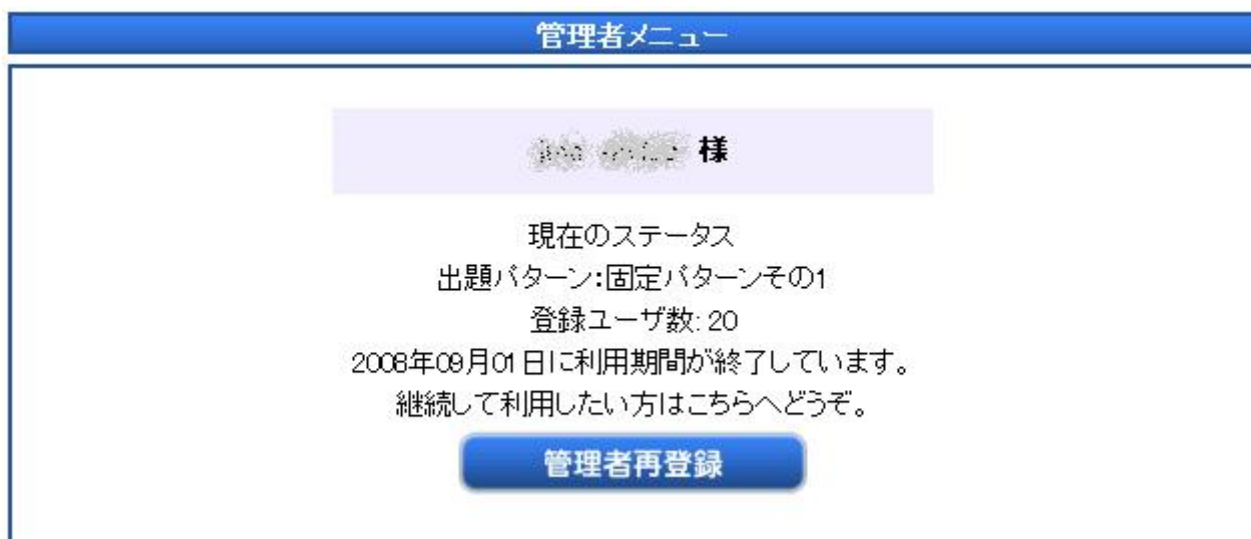 管理者メニュー
様
現在のステータス
出題パターン:固定パターンその1
登録ユーザ数: 20
2008年09月01日に利用期間が終了しています。
継続して利用したい方はこちらへどうぞ。
管理者再登録